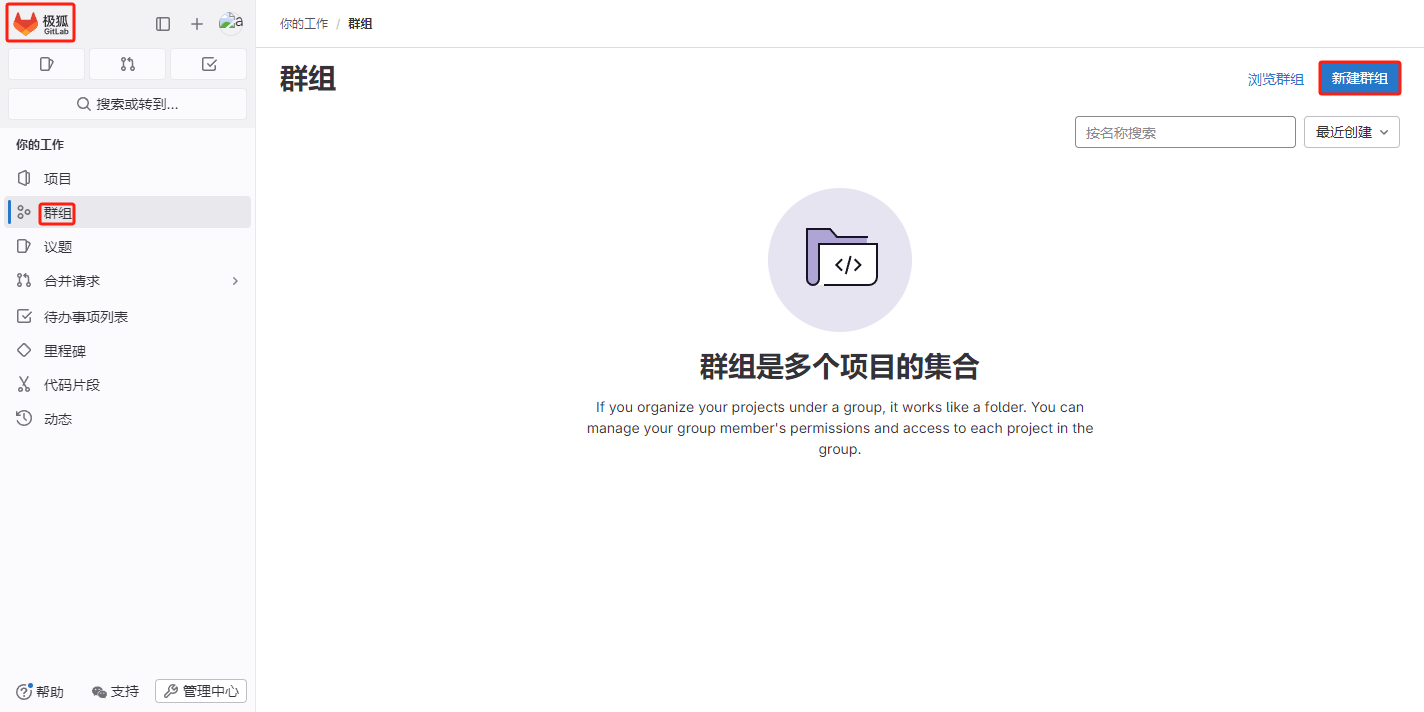 极狐
GitLab
a
搜索或转到...
你的工作
项目
群组
议题
合并请求
待办事项列表
里程碑
代码片段
动态
帮助
支持
管理中心
你的工作 / 群组
群组
浏览群组
新建群组
按名称搜索
最近创建
群组是多个项目的集合
If you organize your projects under a group, it works like a folder. You can
manage your group member's permissions and access to each project in the
group.